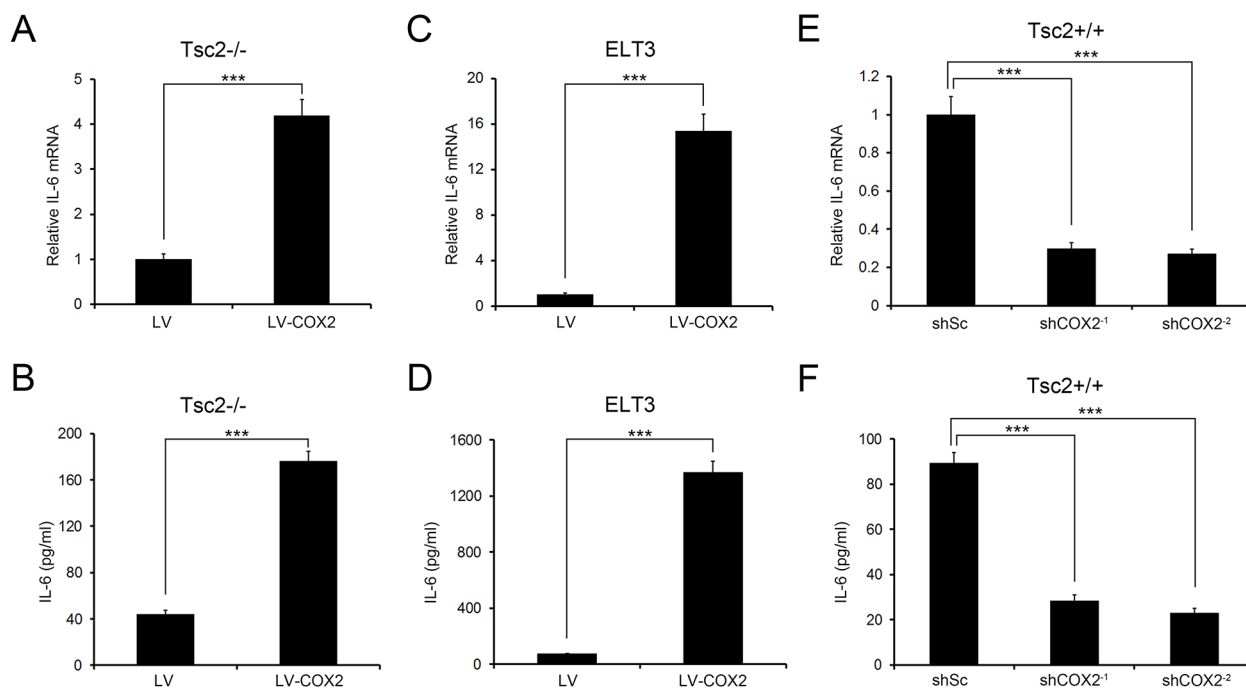 A
Tsc2-/-
***
Relative IL-6 mRNA
5
4
3
2
1
0
LV
LV-COX2
C
ELT3
***
Relative IL-6 mRNA
20
16
12
8
4
0
LV
LV-COX2
E
Tsc2+/+
***
***
Relative IL-6 mRNA
1.2
1
0.8
0.6
0.4
0.2
0
shSc
shCOX2-1
shCOX2-2
B
Tsc2-/-
***
IL-6 (pg/ml)
200
160
120
80
40
0
LV
LV-COX2
D
ELT3
***
IL-6 (pg/ml)
1600
1200
800
400
0
LV
LV-COX2
F
Tsc2+/+
***
***
IL-6 (pg/ml)
100
80
60
40
20
0
shSc
shCOX2-1
shCOX2-2